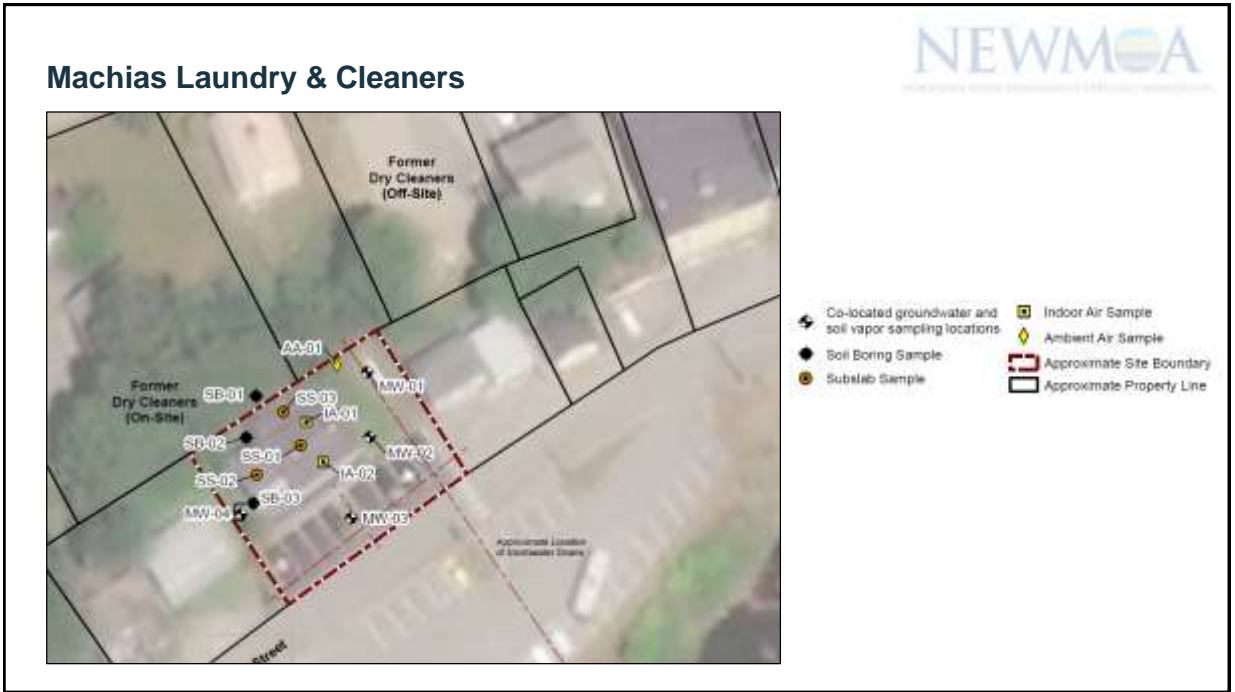 NEWMOA
Machias Laundry & Cleaners
Former
Dry Cleaners
(Off-Site)
AA-01
MW-01
Former
Dry Cleaners
(On-Site)
SB-01
SS-03
IA-01
SB-02
MW-02
SS-01
IA-02
SS-02
SB-03
MW-04
MW-03
Approximate Location
of Stormwater Drains
Street
Co-located groundwater and
soil vapor sampling locations
Soil Boring Sample
Subslab Sample
Indoor Air Sample
Ambient Air Sample
Approximate Site Boundary
Approximate Property Line